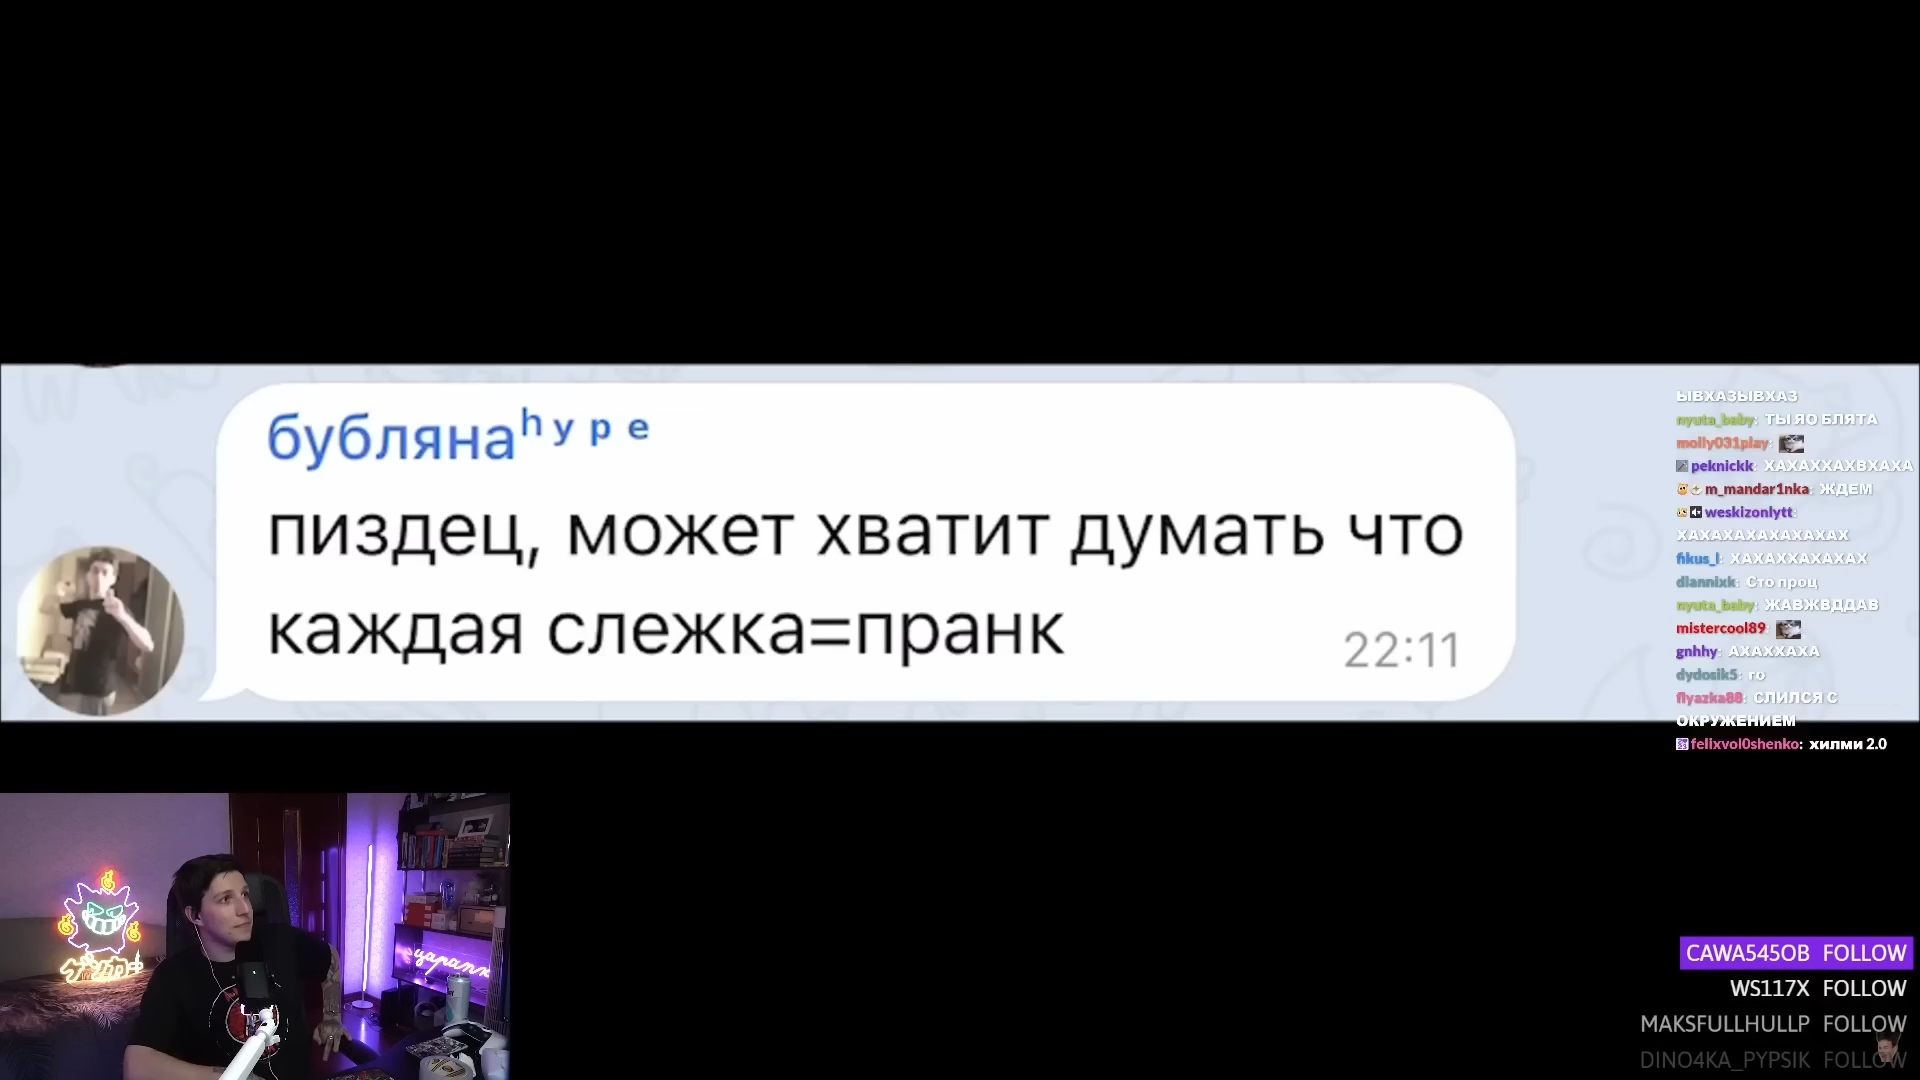 бублянаʰ ʸ ᵖ ᵉ
пиздец, может хватит думать что
каждая слежка=пранк
22:11
ЫВХАЗЫВХАЗ
nyuta_baby: ТЫ ЯО БЛЯТА
molly031play:
peknickk: ХАХАХХАХВХАХА
m_mandar1nka: ЖДЕМ
weskizonlytt:
ХАХАХАХАХАХАХАХ
fikus_l: ХАХАХХАХАХАХ
dlannixk: Сто проц
nyuta_baby: ЖАВЖВДДАВ
mistercool89:
gnhhy: АХАХХАХА
dydosik5: го
flyazka88: СЛИЛСЯ С
ОКРУЖЕНИЕМ
felixvol0shenko: хилми 2.0
царапк
CAWA545OB FOLLOW
WS117X FOLLOW
MAKSFULLHULLP FOLLOW
DINO4KA_PYPSIK FOLLOW